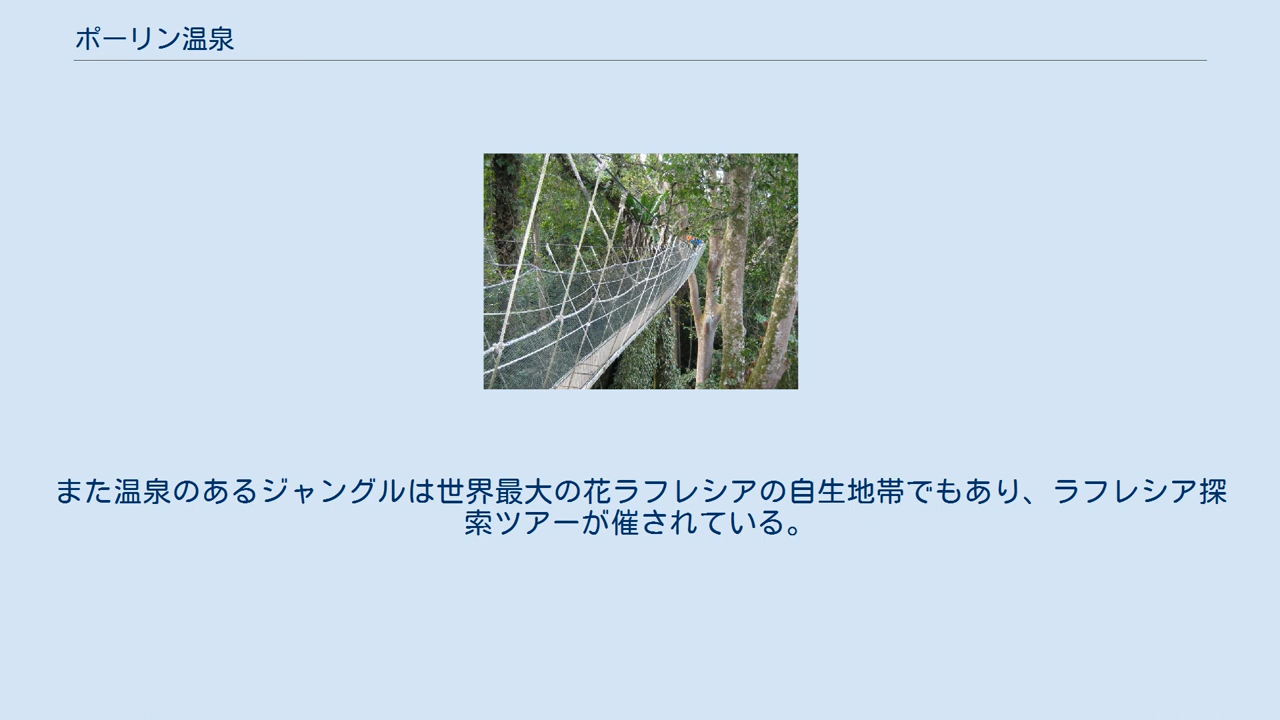 ポーリン温泉
また温泉のあるジャングルは世界最大の花ラフレシアの自生地帯でもあり、ラフレシア探
索ツアーが催されている。